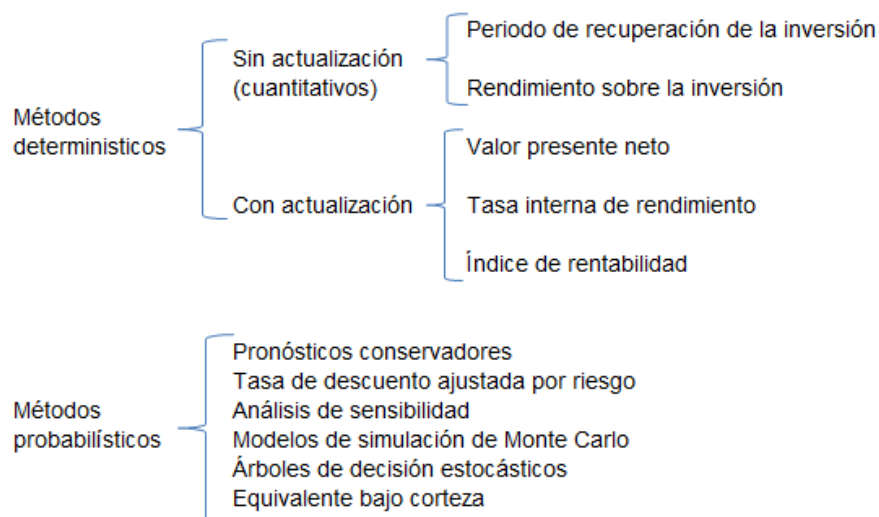 Periodo de recuperación de la inversión
Sin actualización
(cuantitativos)
Rendimiento sobre la inversión
Métodos
deterministicos
Valor presente neto
Con actualización
Tasa interna de rendimiento
Índice de rentabilidad
Pronósticos conservadores
Tasa de descuento ajustada por riesgo
Métodos
probabilísticos
Análisis de sensibilidad
Modelos de simulación de Monte Carlo
Árboles de decisión estocásticos
Equivalente bajo corteza